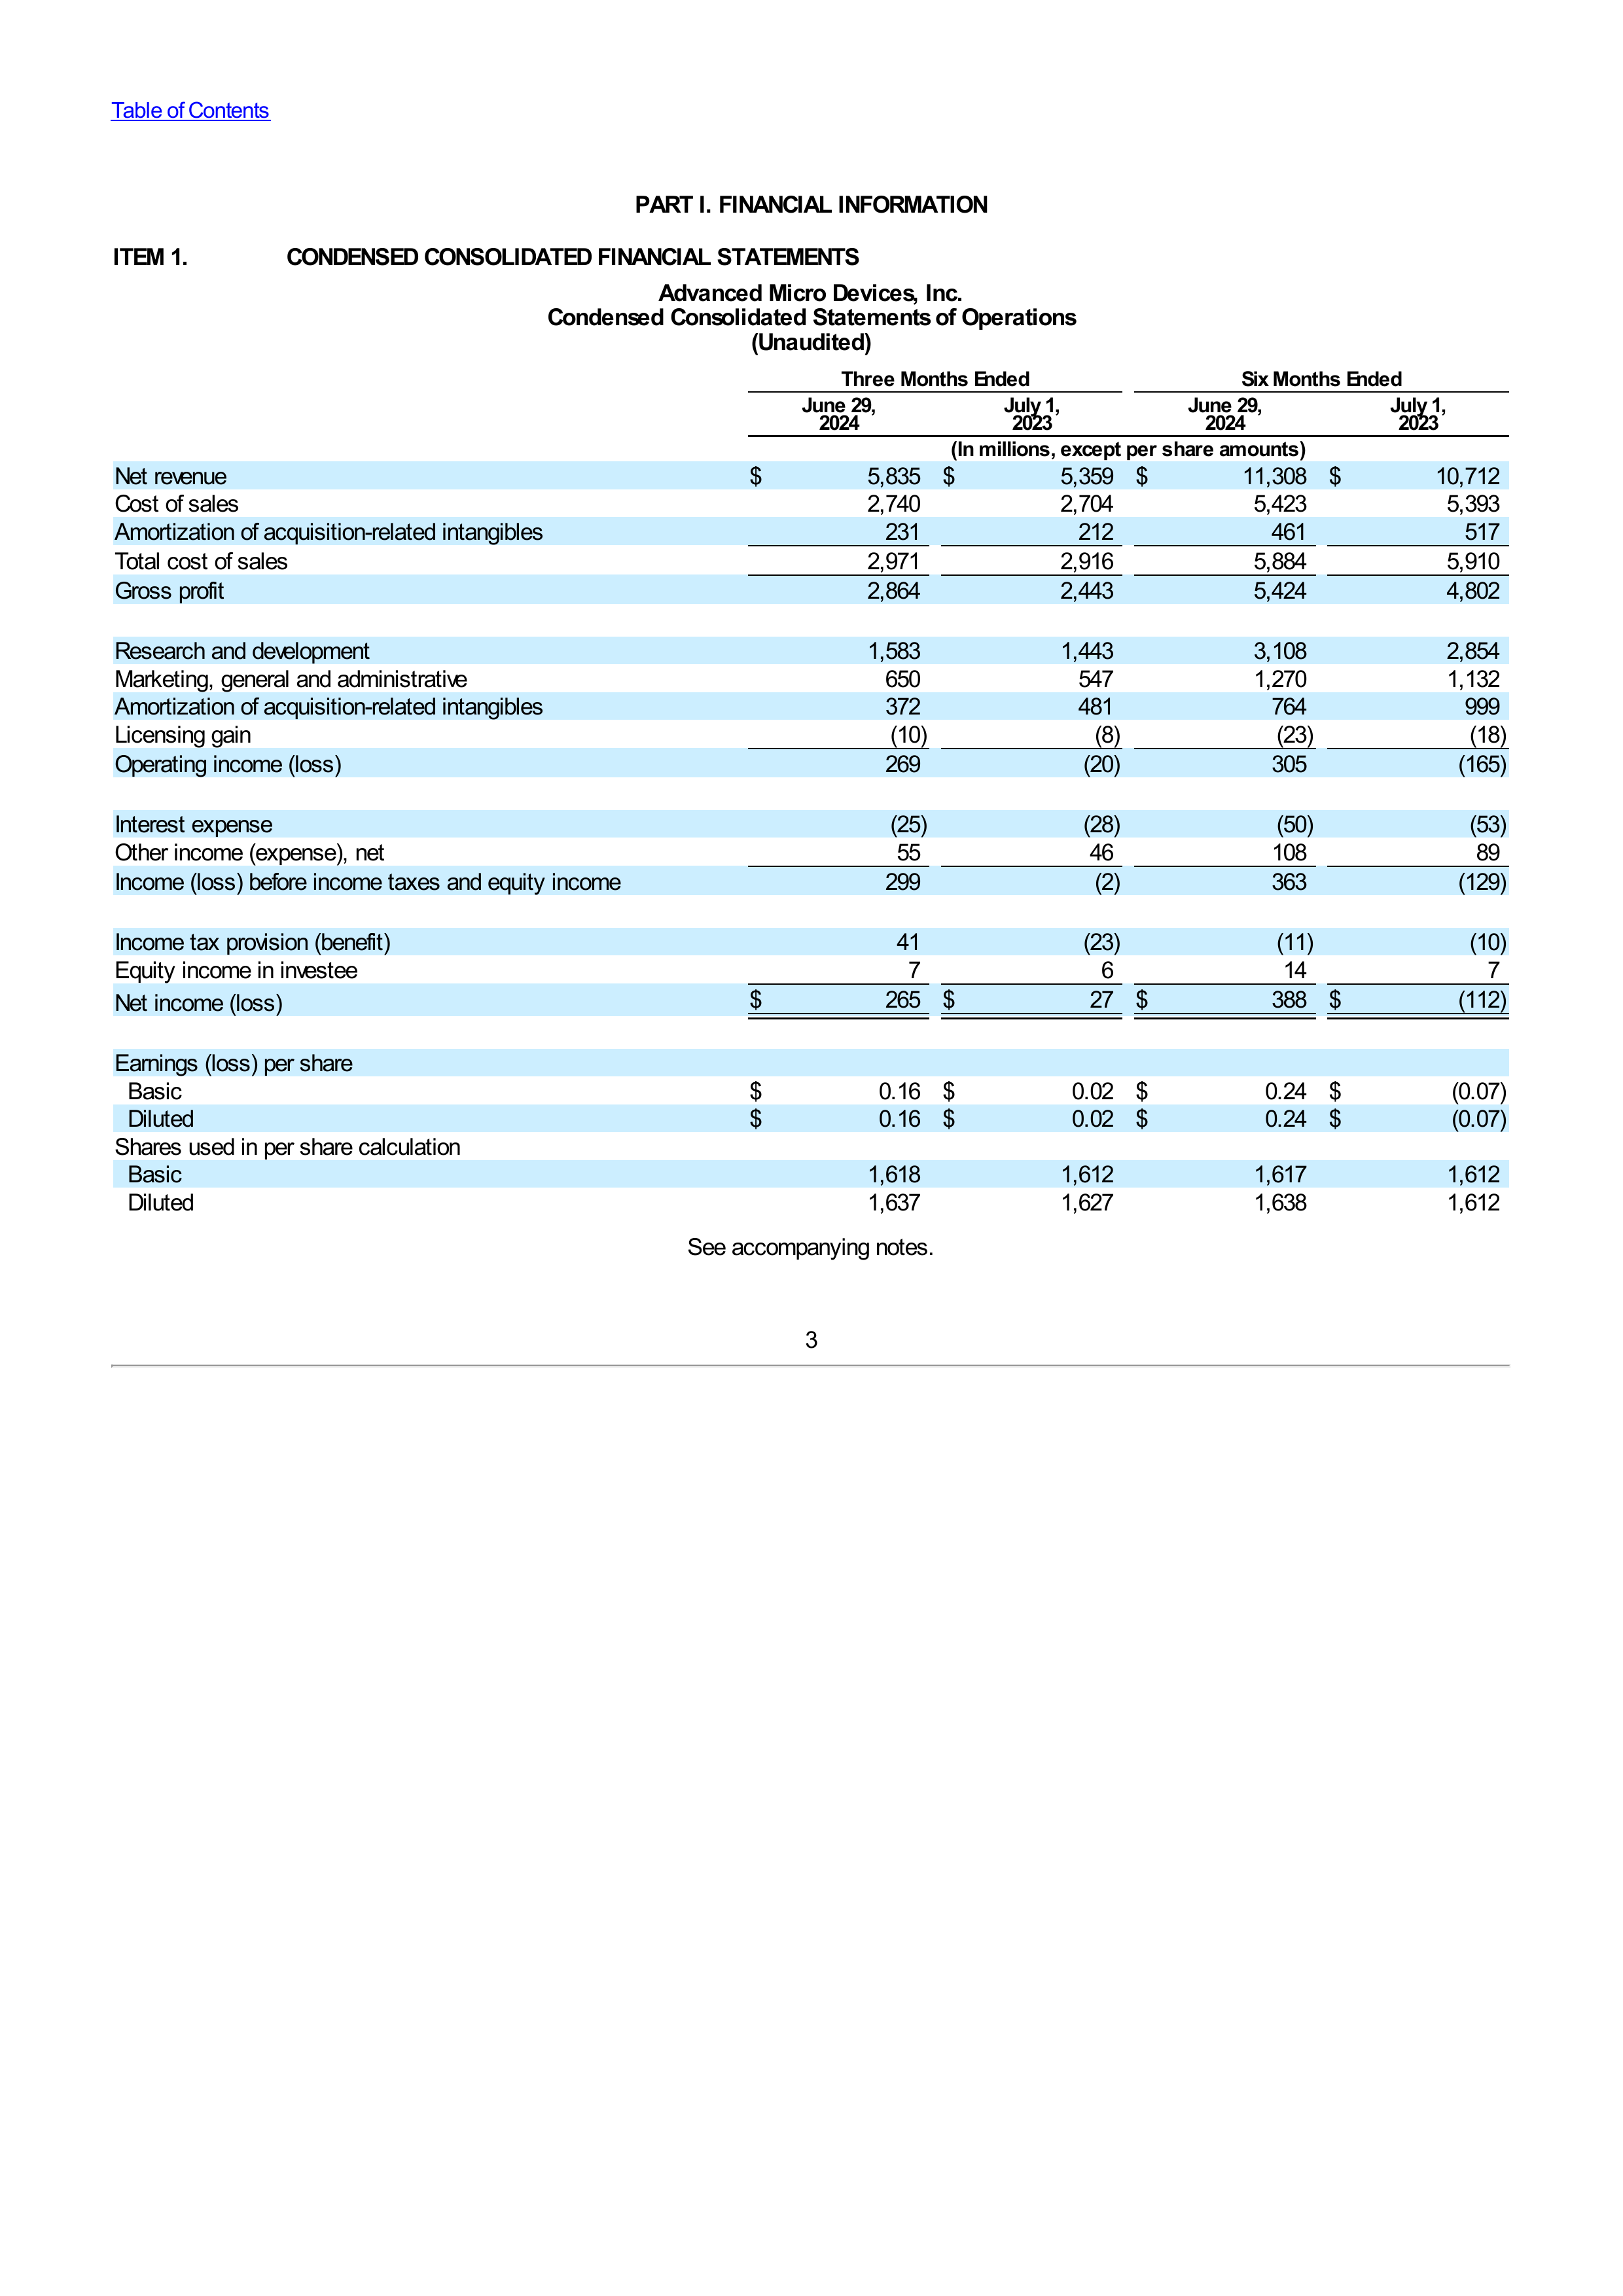 Table of Contents
PART I. FINANCIAL INFORMATION
ITEM 1. CONDENSED CONSOLIDATED FINANCIAL STATEMENTS
Advanced Micro Devices, Inc.
Condensed Consolidated Statements of Operations
(Unaudited)
Three Months Ended Six Months Ended
June 29, 2024 July 1, 2023 June 29, 2024 July 1, 2023
(In millions, except per share amounts)
Net revenue $ 5,835 $ 5,359 $ 11,308 $ 10,712
Cost of sales 2,740 2,704 5,423 5,393
Amortization of acquisition-related intangibles 231 212 461 517
Total cost of sales 2,971 2,916 5,884 5,910
Gross profit 2,864 2,443 5,424 4,802
Research and development 1,583 1,443 3,108 2,854
Marketing, general and administrative 650 547 1,270 1,132
Amortization of acquisition-related intangibles 372 481 764 999
Licensing gain (10) (8) (23) (18)
Operating income (loss) 269 (20) 305 (165)
Interest expense (25) (28) (50) (53)
Other income (expense), net 55 46 108 89
Income (loss) before income taxes and equity income 299 (2) 363 (129)
Income tax provision (benefit) 41 (23) (11) (10)
Equity income in investee 7 6 14 7
Net income (loss) $ 265 $ 27 $ 388 $ (112)
Earnings (loss) per share
Basic $ 0.16 $ 0.02 $ 0.24 $ (0.07)
Diluted $ 0.16 $ 0.02 $ 0.24 $ (0.07)
Shares used in per share calculation
Basic 1,618 1,612 1,617 1,612
Diluted 1,637 1,627 1,638 1,612
See accompanying notes.
3